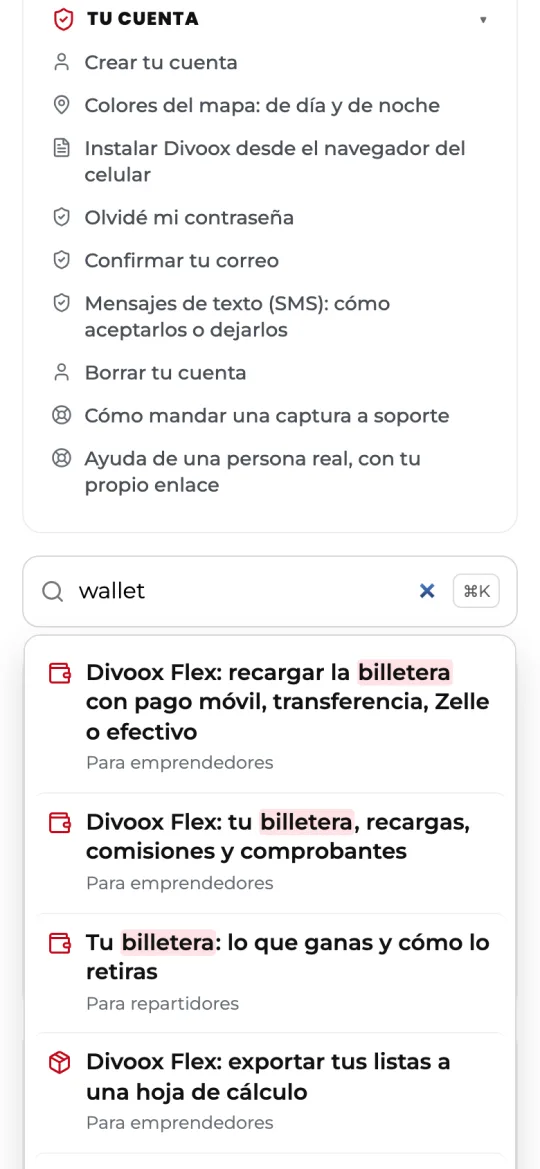 TU CUENTA
Crear tu cuenta
Colores del mapa: de día y de noche
Instalar Divoox desde el navegador del
celular
Olvidé mi contraseña
Confirmar tu correo
Mensajes de texto (SMS): cómo
aceptarlos o dejarlos
Borrar tu cuenta
Cómo mandar una captura a soporte
Ayuda de una persona real, con tu
propio enlace
wallet ⌘K
Divoox Flex: recargar la billetera
con pago móvil, transferencia, Zelle
o efectivo
Para emprendedores
Divoox Flex: tu billetera, recargas,
comisiones y comprobantes
Para emprendedores
Tu billetera: lo que ganas y cómo lo
retiras
Para repartidores
Divoox Flex: exportar tus listas a
una hoja de cálculo
Para emprendedores